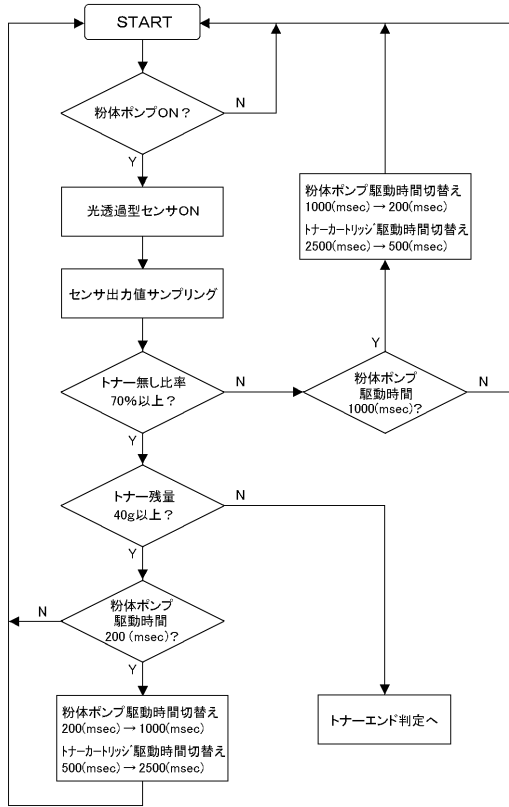 START
粉体ポンプON？
N
Y
光透過型センサON
センサ出力値サンプリング
トナー無し比率
70%以上？
N
Y
粉体ポンプ駆動時間切替え
1000(msec)→200(msec)
ﾄﾅｰｶｰﾄﾘｯｼﾞ駆動時間切替え
2500(msec)→500(msec)
Y
粉体ポンプ
駆動時間
1000(msec)？
N
トナー残量
40g以上？
N
Y
粉体ポンプ
駆動時間
200 (msec)？
N
Y
粉体ポンプ駆動時間切替え
200(msec)→1000(msec)
ﾄﾅｰｶｰﾄﾘｯｼﾞ駆動時間切替え
500(msec)→2500(msec)
トナーエンド判定へ